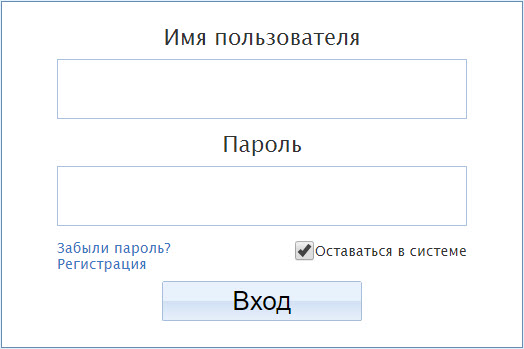 Имя пользователя
Пароль
Забыли пароль?
Оставаться в системе
Регистрация
Вход